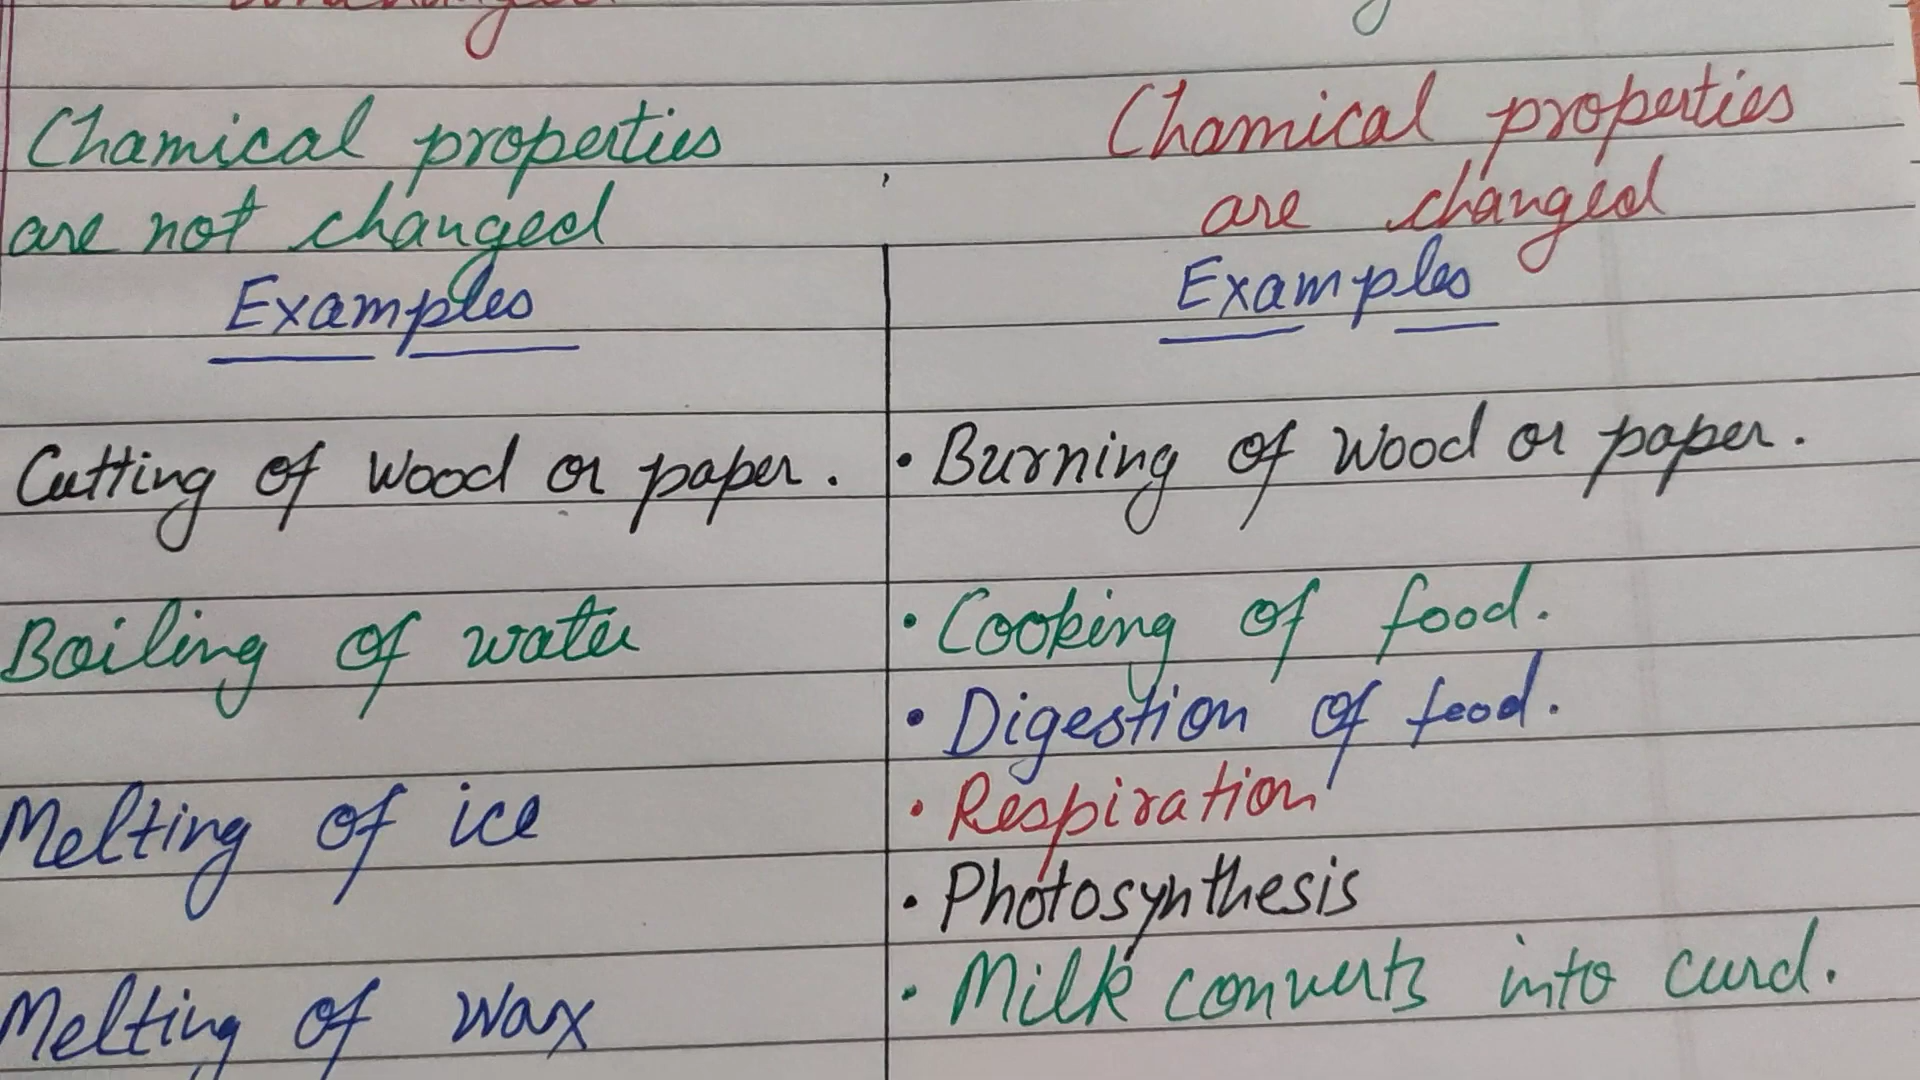 Chamical properties
are not changed
Examples
Cutting of wood or paper.
Boiling of water
Melting of ice
Melting of wax
Chamical properties
are changed
Examples
• Burning of wood or paper.
• Cooking of food.
• Digestion of food.
• Respiration
• Photosynthesis
• Milk converts into curd.